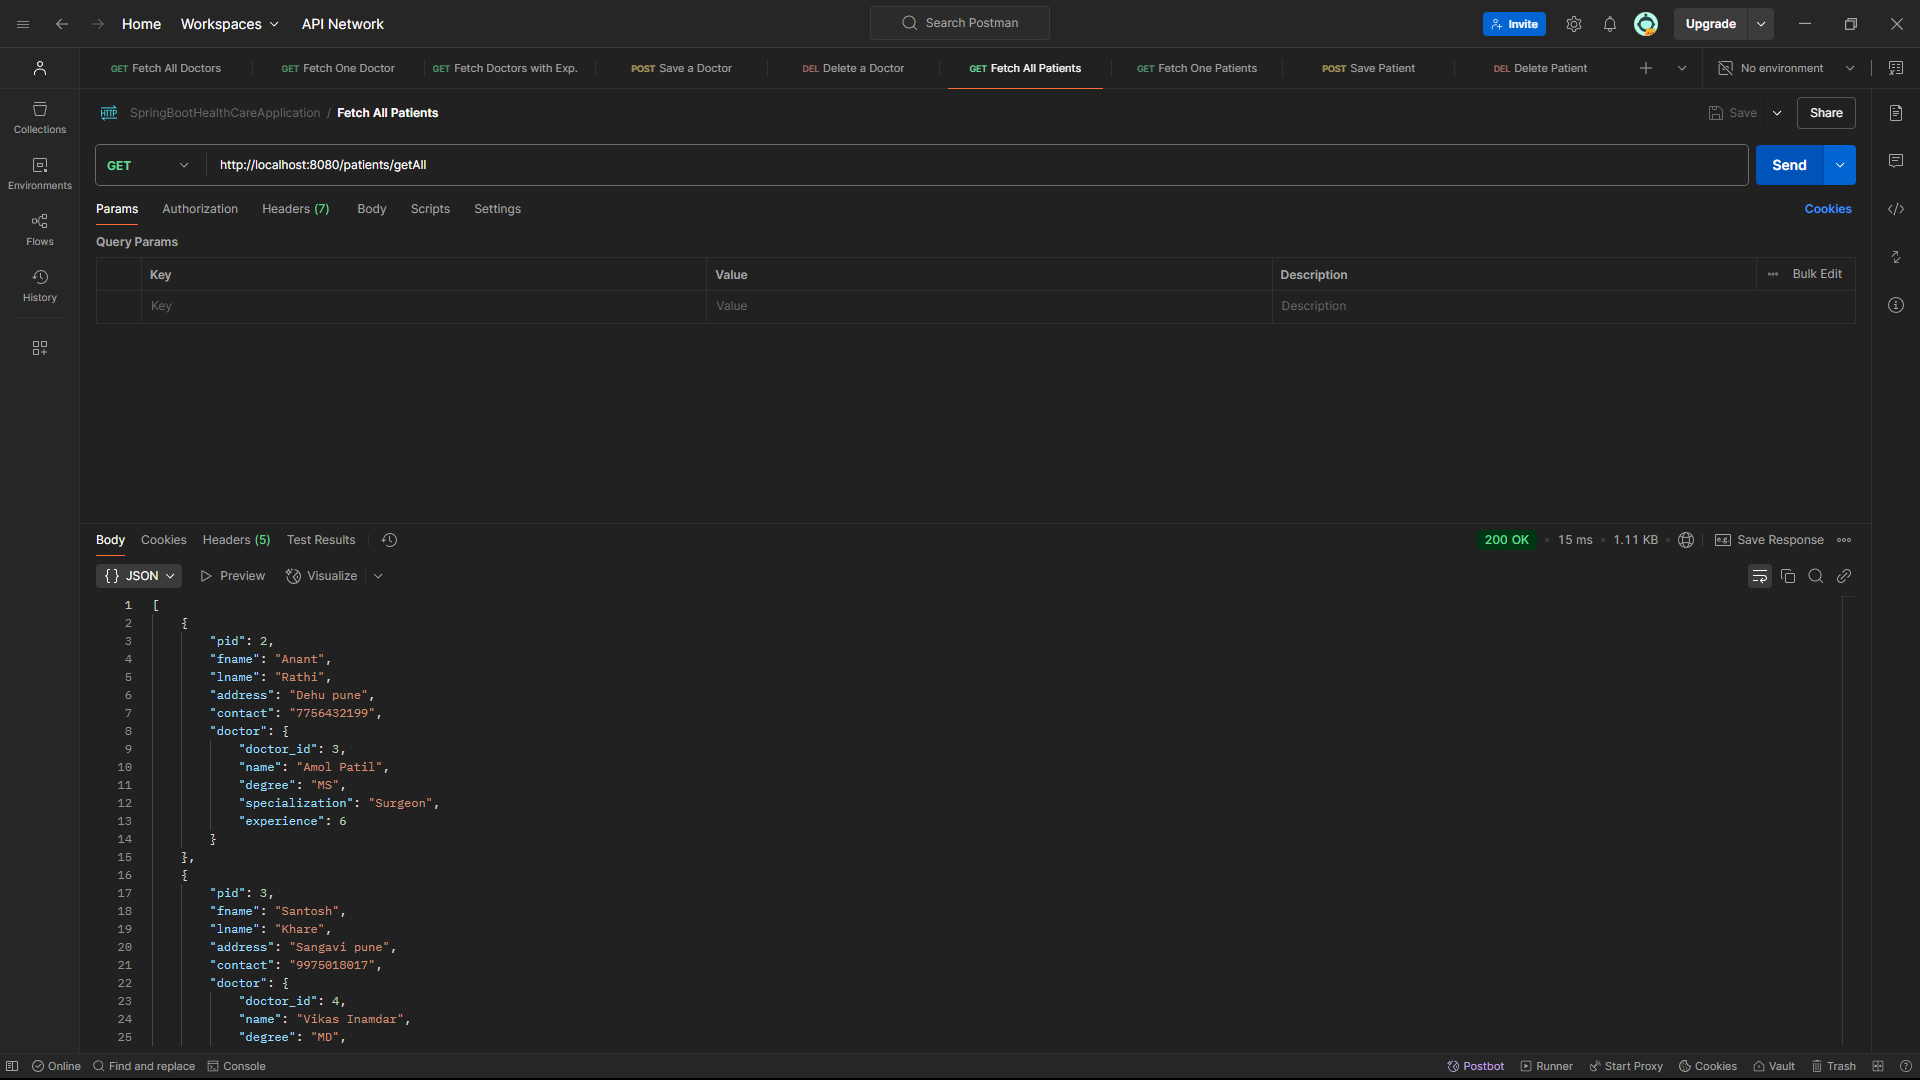 Home Workspaces API Network Search Postman Invite Upgrade
GET Fetch All Doctors GET Fetch One Doctor GET Fetch Doctors with Exp. POST Save a Doctor DEL Delete a Doctor GET Fetch All Patients GET Fetch One Patients POST Save Patient DEL Delete Patient No environment
HTTP SpringBootHealthCareApplication / Fetch All Patients Save Share
Collections
Environments
Flows
History
GET http://localhost:8080/patients/getAll Send
Params Authorization Headers (7) Body Scripts Settings Cookies
Query Params
Key Value Description Bulk Edit
Key Value Description
Body Cookies Headers (5) Test Results 200 OK 15 ms 1.11 KB e.g. Save Response
{} JSON Preview Visualize
1 [
2 {
3 "pid": 2,
4 "fname": "Anant",
5 "lname": "Rathi",
6 "address": "Dehu pune",
7 "contact": "7756432199",
8 "doctor": {
9 "doctor_id": 3,
10 "name": "Amol Patil",
11 "degree": "MS",
12 "specialization": "Surgeon",
13 "experience": 6
14 }
15 },
16 {
17 "pid": 3,
18 "fname": "Santosh",
19 "lname": "Khare",
20 "address": "Sangavi pune",
21 "contact": "9975018017",
22 "doctor": {
23 "doctor_id": 4,
24 "name": "Vikas Inamdar",
25 "degree": "MD",
Online Find and replace Console Postbot Runner Start Proxy Cookies Vault Trash